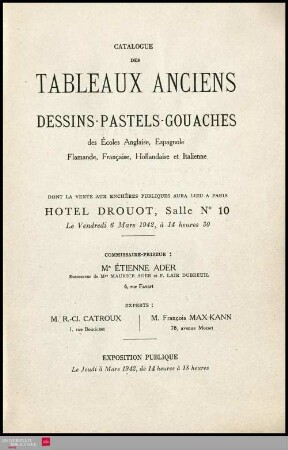 CATALOGUE
DES
TABLEAUX ANCIENS
DESSINS-PASTELS-GOUACHES
des Écoles Anglaise, Espagnole
Flamande, Française, Hollandaise et Italienne
DONT LA VENTE AUX ENCHÈRES PUBLIQUES AURA LIEU A PARIS
HOTEL DROUOT, Salle N° 10
Le Vendredi 6 Mars 1942, à 14 heures 30
COMMISSAIRE-PRISEUR :
Me ÉTIENNE ADER
Successeur de Mes MAURICE ADER et F. LAIR DUBREUIL
6, rue Favart
EXPERTS :
M. R.-Cl. CATROUX
1, rue
M. François MAX-KANN
78, avenue Mozart
EXPOSITION PUBLIQUE
Le Jeudi 5 Mars 1942, de 14 heures à 18 heures